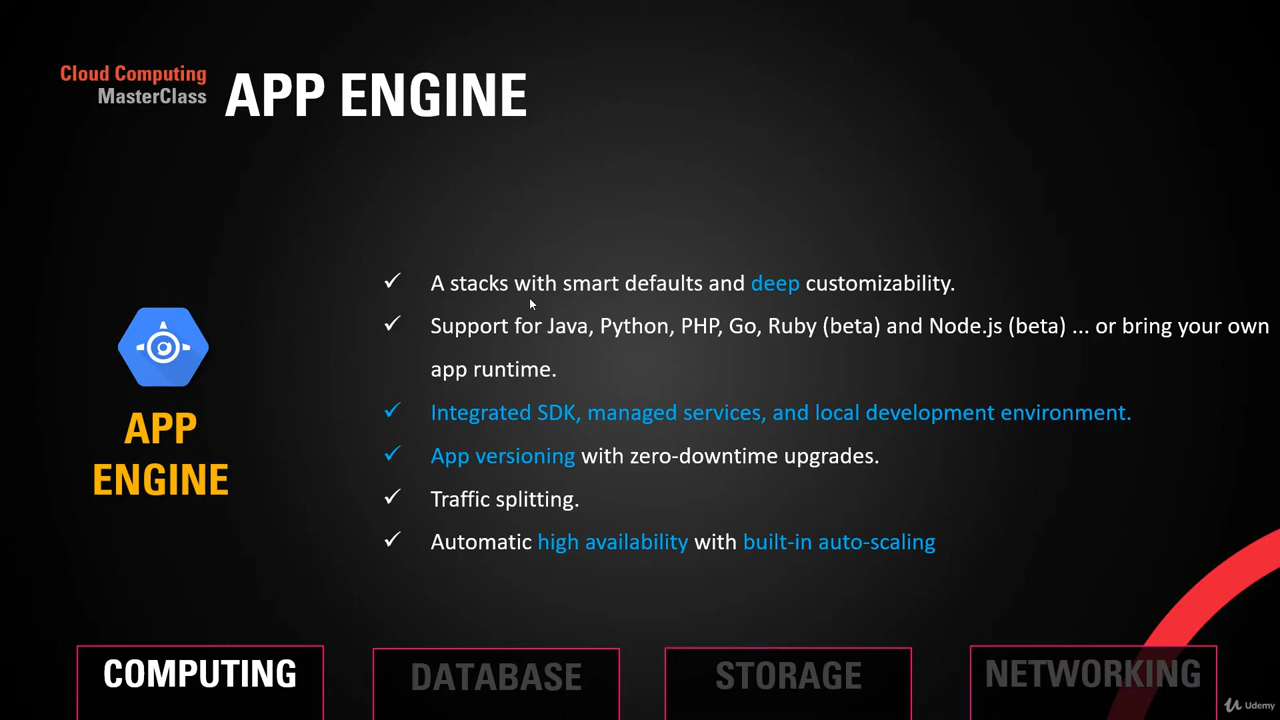 Cloud Computing
MasterClass
APP ENGINE
✓ A stacks with smart defaults and deep customizability.
✓ Support for Java, Python, PHP, Go, Ruby (beta) and Node.js (beta) ... or bring your own
app runtime.
✓ Integrated SDK, managed services, and local development environment.
✓ App versioning with zero-downtime upgrades.
✓ Traffic splitting.
✓ Automatic high availability with built-in auto-scaling
APP
ENGINE
COMPUTING
DATABASE
STORAGE
NETWORKING
Udemy